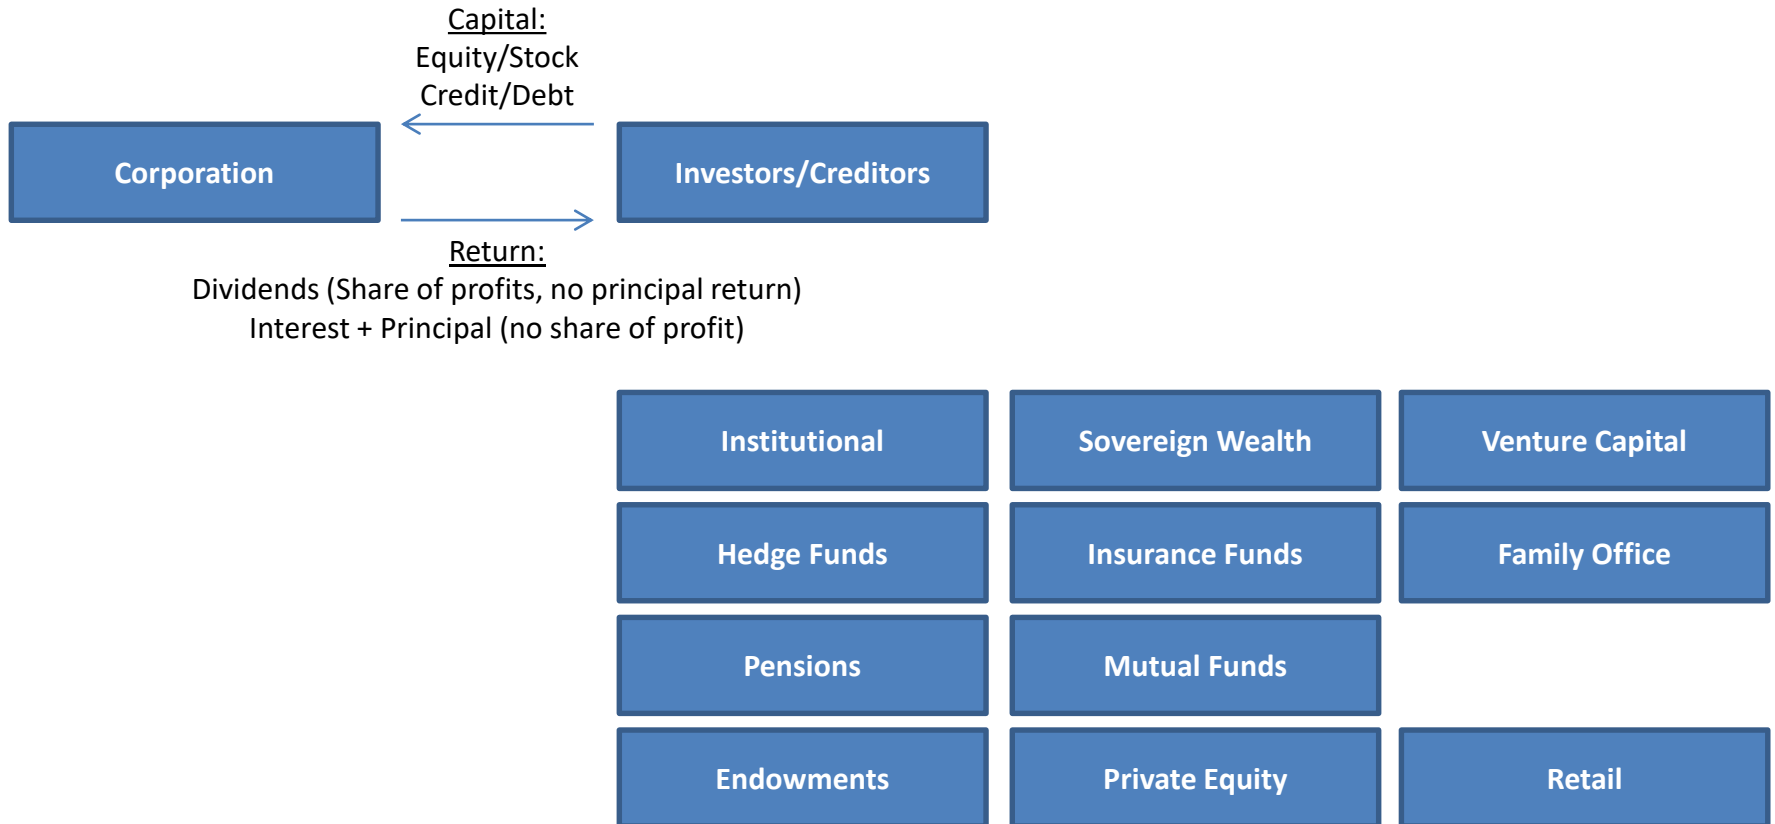 Capital:
Equity/Stock
Credit/Debt
Corporation
Investors/Creditors
Return:
Dividends (Share of profits, no principal return)
Interest + Principal (no share of profit)
Institutional
Sovereign Wealth
Venture Capital
Hedge Funds
Insurance Funds
Family Office
Pensions
Mutual Funds
Endowments
Private Equity
Retail